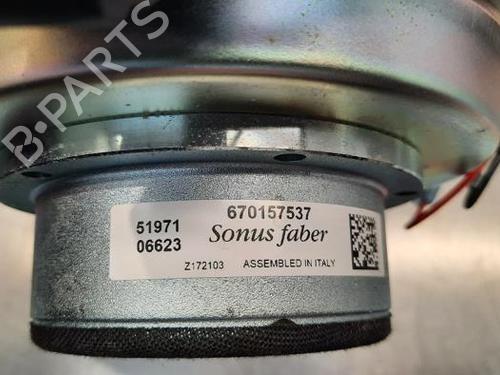 B-PARTS
670157537
51971
06623
Sonus faber
Z172103 ASSEMBLED IN ITALY